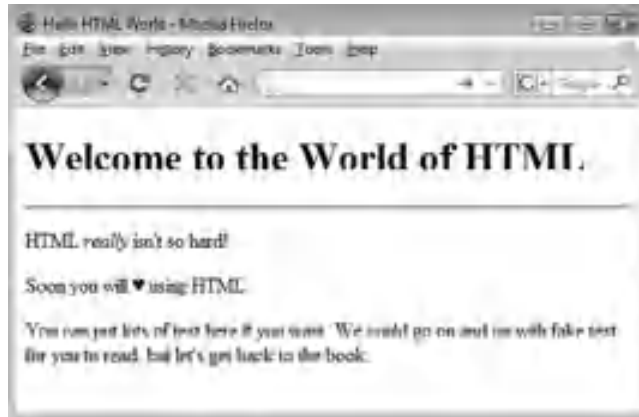 Hello HTML World - Mozilla Firefox
File Edit View History Bookmarks Tools Help
Google
Welcome to the World of HTML
HTML really isn't so hard!
Soon you will ♥ using HTML.
You can put lots of text here if you want. We could go on and on with fake text
for you to read, but let's get back to the book.